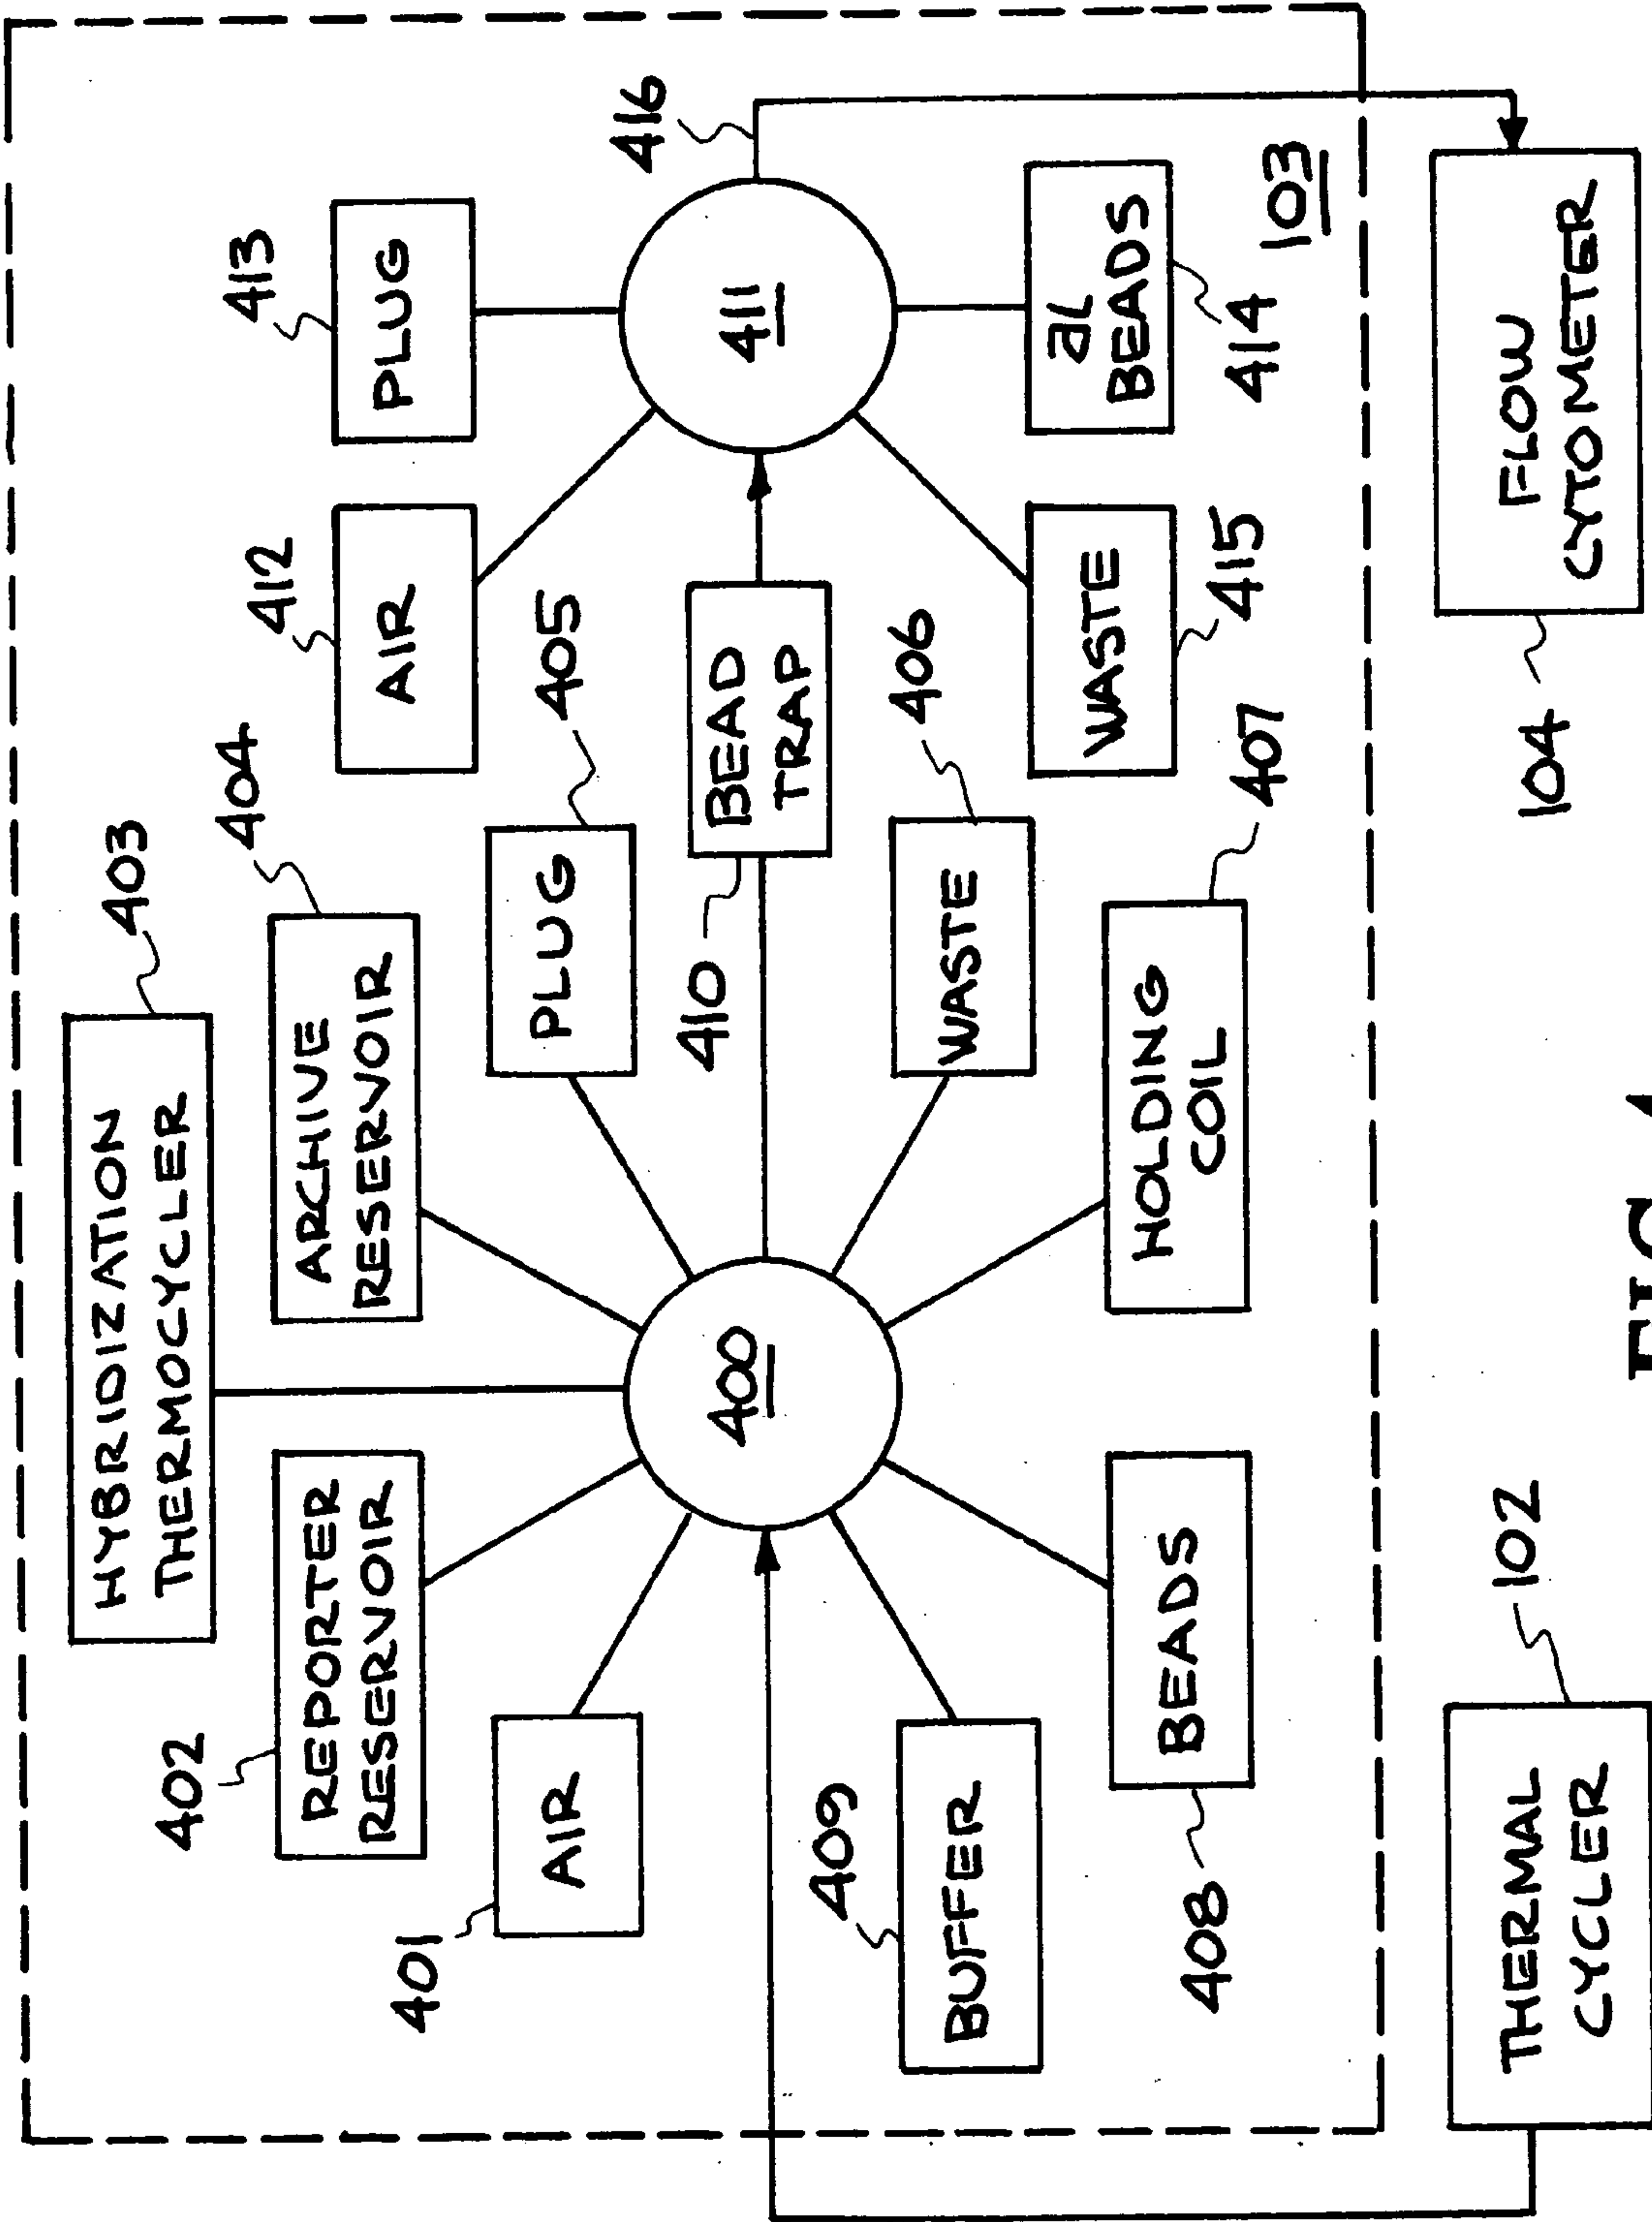 403
HYBRIDIZATION
THERMOCYCLER
402
REPORTER
RESERVOIR
404
ARCHIVE
RESERVOIR
412
AIR
413
PLUG
401
AIR
405
PLUG
416
400
410
BEAD
TRAP
411
409
BUFFER
406
WASTE
408
BEADS
407
HOLDING
COIL
WASTE
415
BEADS
414
103
102
THERMAL
CYCLER
104
FLOW
CYTOMETER